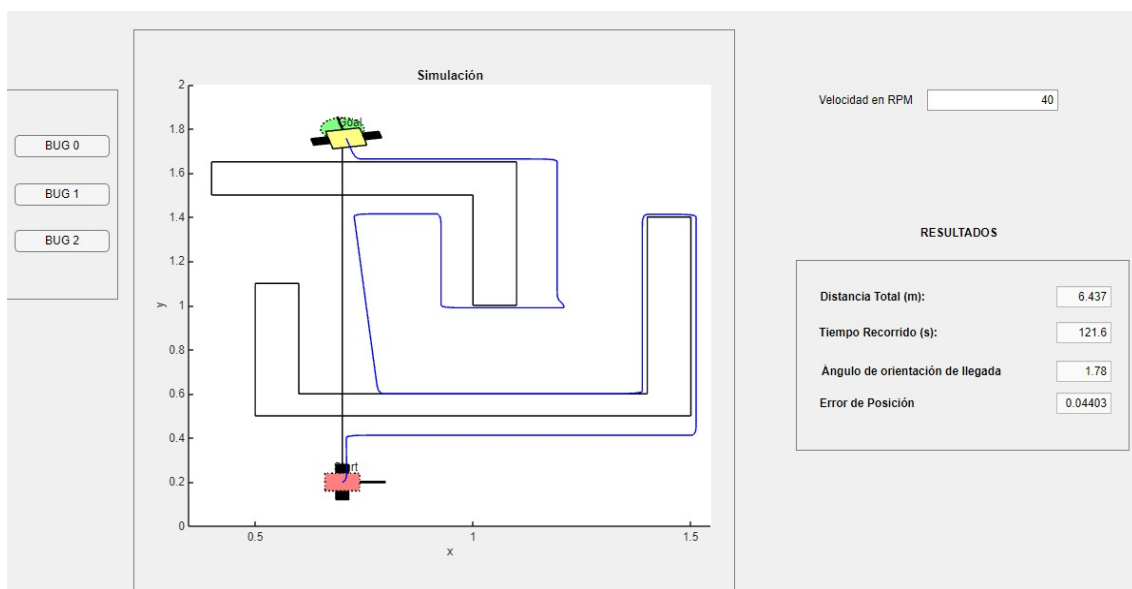 BUG 0
BUG 1
BUG 2
Simulación
Goal
2
1.8
1.6
1.4
1.2
1
0.8
0.6
0.4
0.2
0
y
0.5
1
1.5
x
Velocidad en RPM 40
RESULTADOS
Distancia Total (m): 6.437
Tiempo Recorrido (s): 121.6
Ángulo de orientación de llegada 1.78
Error de Posición 0.04403